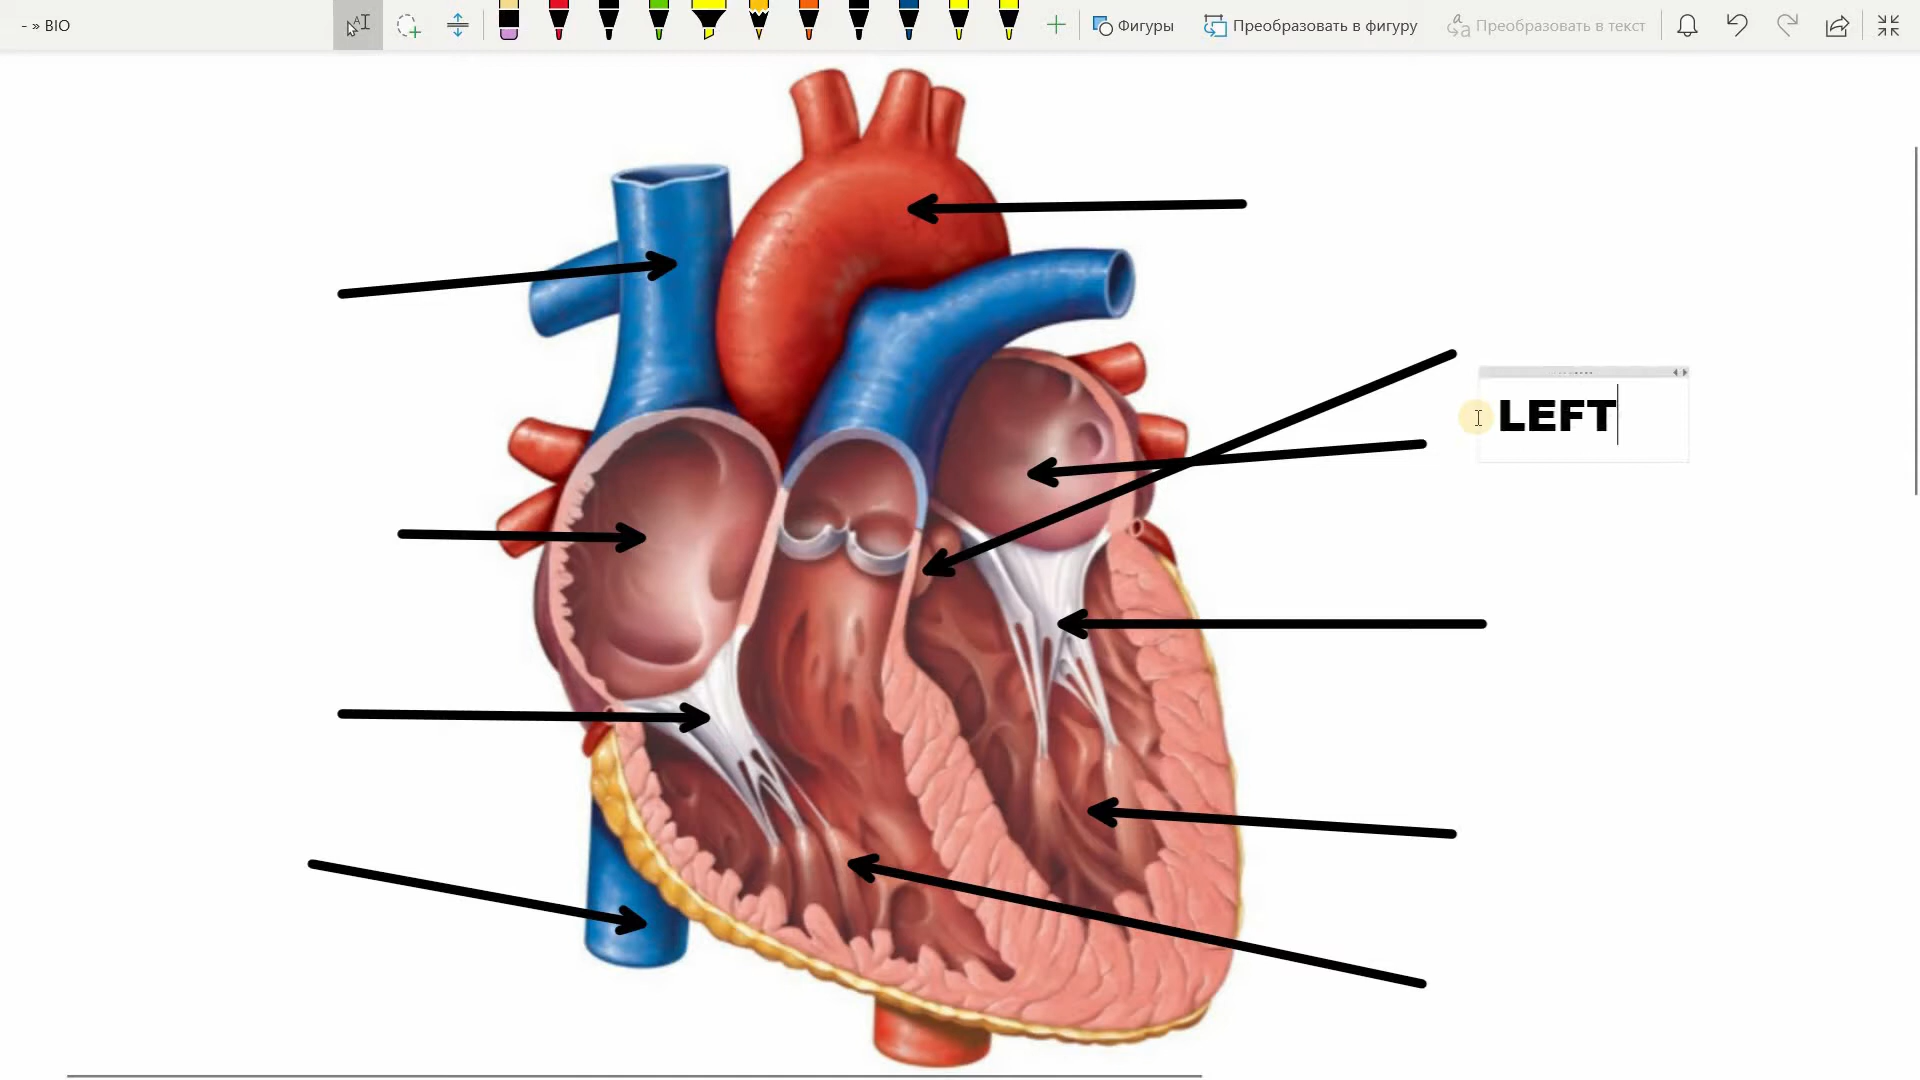 - » BIO
Фигуры
Преобразовать в фигуру
Преобразовать в текст
LEFT